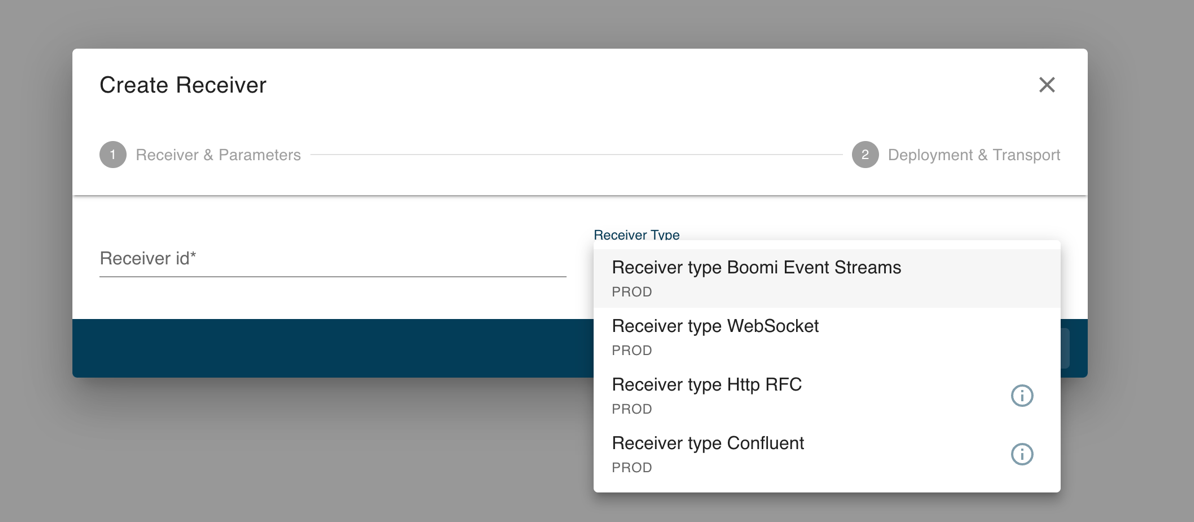 Create Receiver
1 Receiver & Parameters
2 Deployment & Transport
Receiver id*
Receiver Type
Receiver type Boomi Event Streams
PROD
Receiver type WebSocket
PROD
Receiver type Http RFC
PROD
Receiver type Confluent
PROD